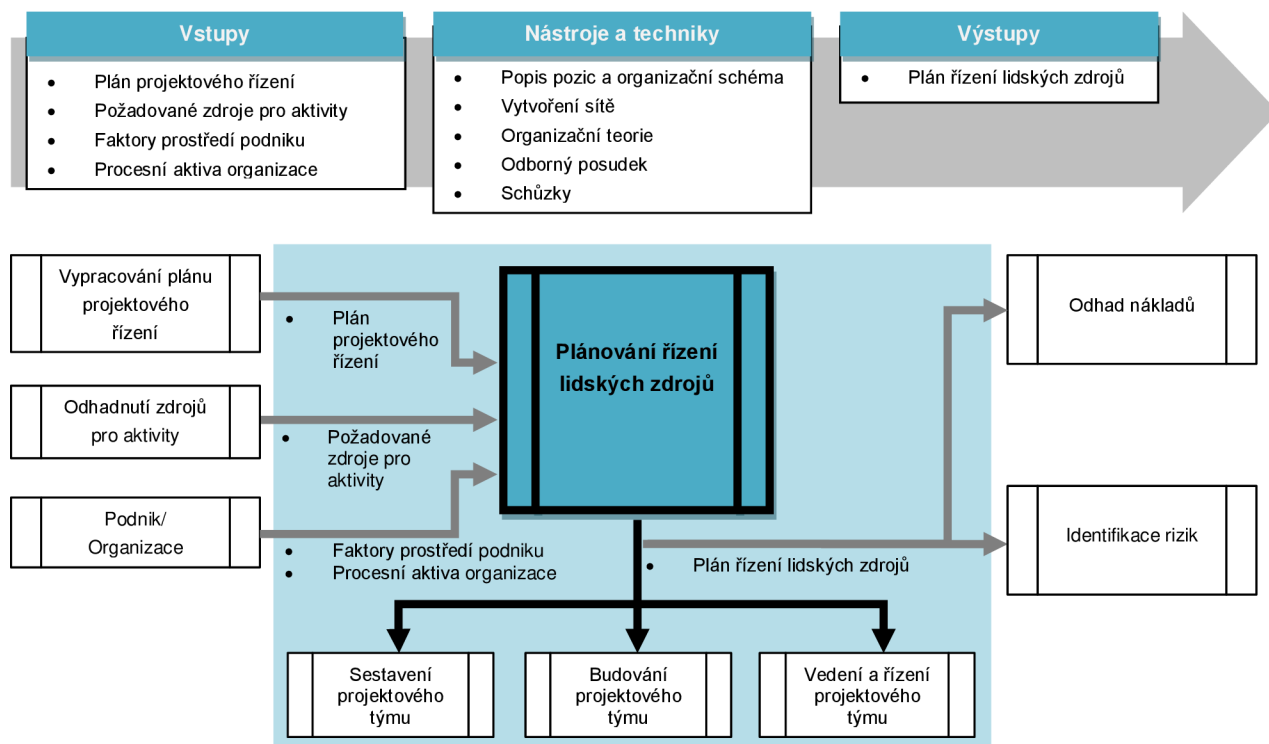 Vstupy
Plán projektového řízení
Požadované zdroje pro aktivity
Faktory prostředí podniku
Procesní aktiva organizace
Nástroje a techniky
Popis pozic a organizační schéma
Vytvoření sítě
Organizační teorie
Odborný posudek
Schůzky
Výstupy
Plán řízení lidských zdrojů
Vypracování plánu
projektového
řízení
Odhadnutí zdrojů
pro aktivity
Podnik/
Organizace
Plán
projektového
řízení
Požadované
zdroje pro
aktivity
Faktory prostředí podniku
Procesní aktiva organizace
Plánování řízení
lidských zdrojů
Plán řízení lidských zdrojů
Odhad nákladů
Identifikace rizik
Sestavení
projektového
týmu
Budování
projektového
týmu
Vedení a řízení
projektového
týmu